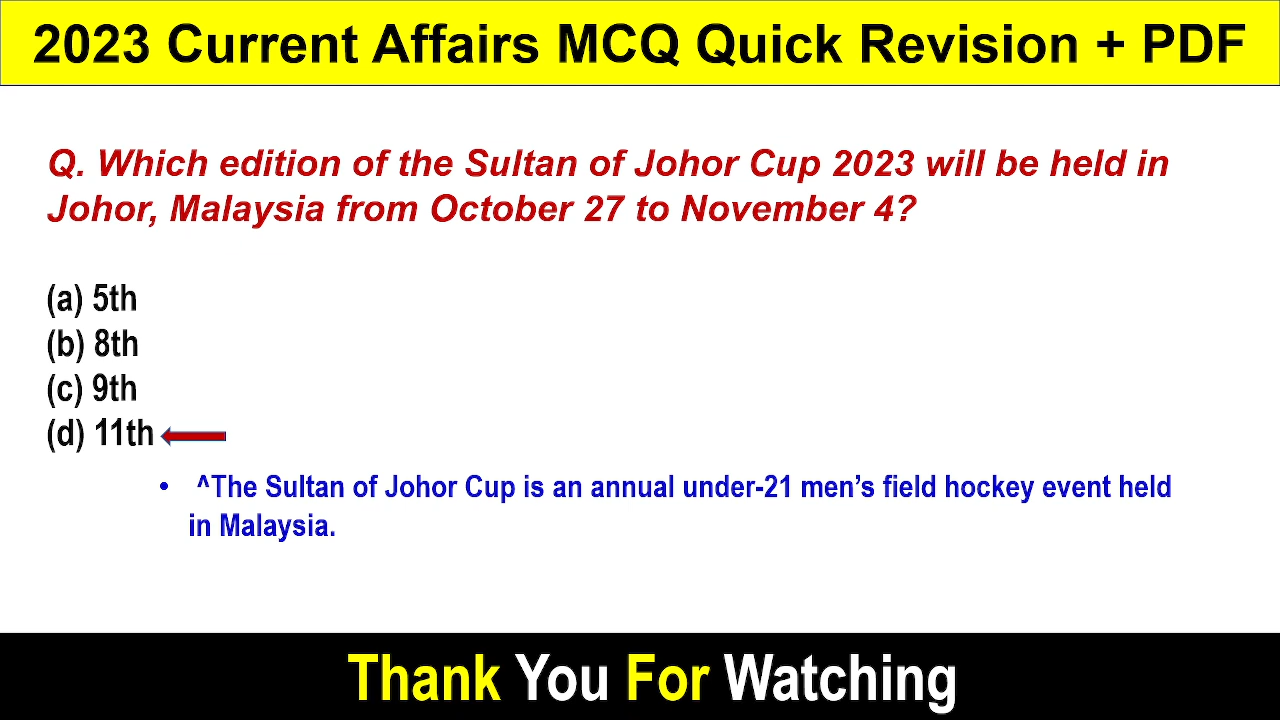 2023 Current Affairs MCQ Quick Revision + PDF
Q. Which edition of the Sultan of Johor Cup 2023 will be held in
Johor, Malaysia from October 27 to November 4?
(a) 5th
(b) 8th
(c) 9th
(d) 11th
• ^The Sultan of Johor Cup is an annual under-21 men’s field hockey event held
in Malaysia.
Thank You For Watching